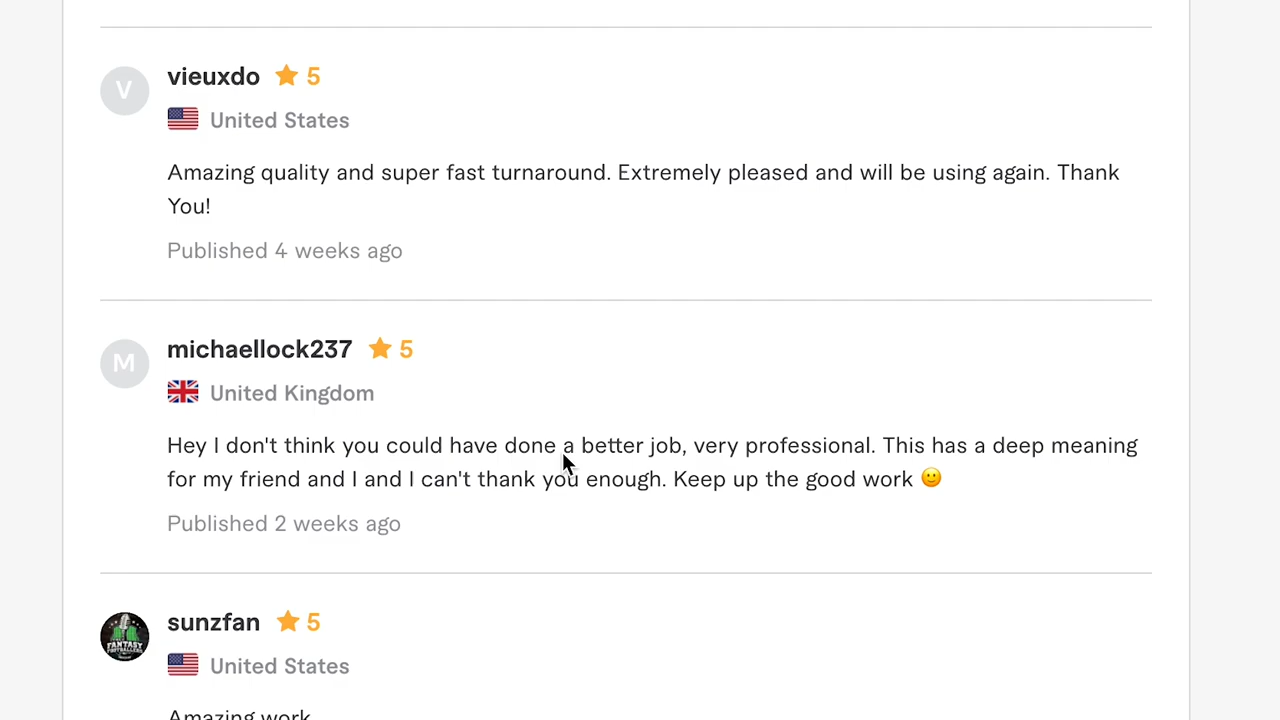 V
vieuxdo 5
United States
Amazing quality and super fast turnaround. Extremely pleased and will be using again. Thank
You!
Published 4 weeks ago
M
michaellock237 5
United Kingdom
Hey I don't think you could have done a better job, very professional. This has a deep meaning
for my friend and I and I can't thank you enough. Keep up the good work 🙂
Published 2 weeks ago
FANTASY
FOOTBALLERS
sunzfan 5
United States
Amazing work